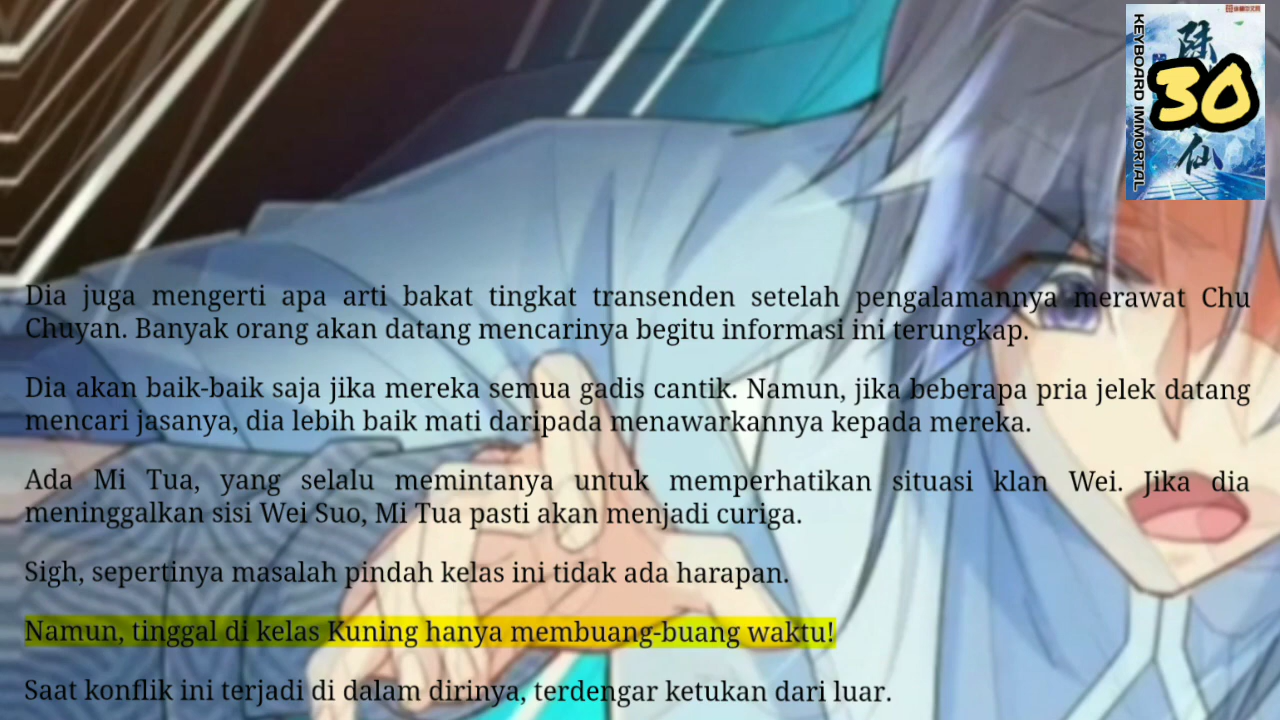 KEYBOARD IMMORTAL
30
仙
Dia juga mengerti apa arti bakat tingkat transenden setelah pengalamannya merawat Chu
Chuyan. Banyak orang akan datang mencarinya begitu informasi ini terungkap.
Dia akan baik-baik saja jika mereka semua gadis cantik. Namun, jika beberapa pria jelek datang
mencari jasanya, dia lebih baik mati daripada menawarkannya kepada mereka.
Ada Mi Tua, yang selalu memintanya untuk memperhatikan situasi klan Wei. Jika dia
meninggalkan sisi Wei Suo, Mi Tua pasti akan menjadi curiga.
Sigh, sepertinya masalah pindah kelas ini tidak ada harapan.
Namun, tinggal di kelas Kuning hanya membuang-buang waktu!
Saat konflik ini terjadi di dalam dirinya, terdengar ketukan dari luar.